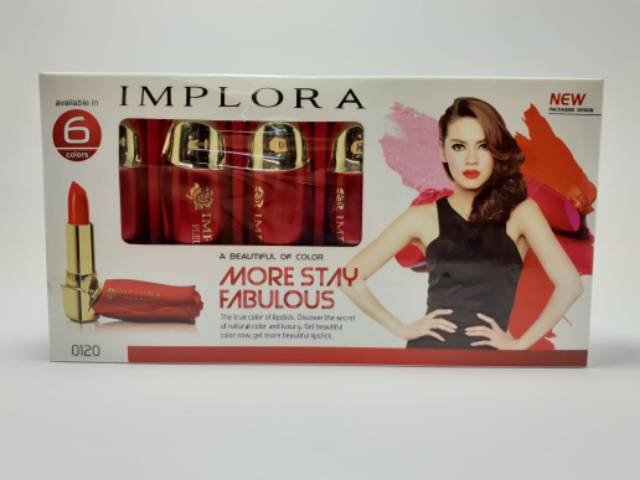 available in
6
colors
IMPLORA
NEW
PACKAGING DESIGN
A BEAUTIFUL OF COLOR
MORE STAY
FABULOUS
The true color of lipstick. Discover the secret
of natural color and luxury. Get beautiful
color now, get more beautiful lipstick.
0120